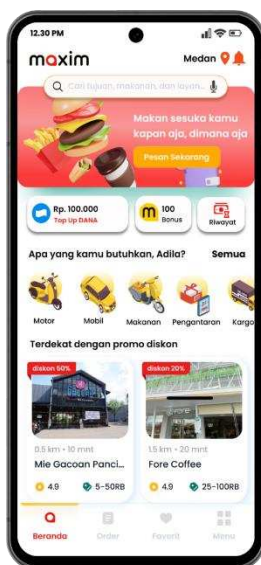 12.30 PM
maxim
Medan
Cari tujuan, makanan, dan layan...
Makan sesuka kamu
kapan aja, dimana aja
Pesan Sekarang
Rp. 100.000
Top Up DANA
m
100
Bonus
Riwayat
Apa yang kamu butuhkan, Adila?
Semua
Motor
Mobil
Makanan
Pengantaran
Kargo
Terdekat dengan promo diskon
diskon 50%
diskon 20%
FORE
0.5 km • 10 mnt
1.5 km • 20 mnt
Mie Gacoan Panci...
Fore Coffee
4.9
5-50RB
4.9
25-100RB
Beranda
Order
Favorit
Menu